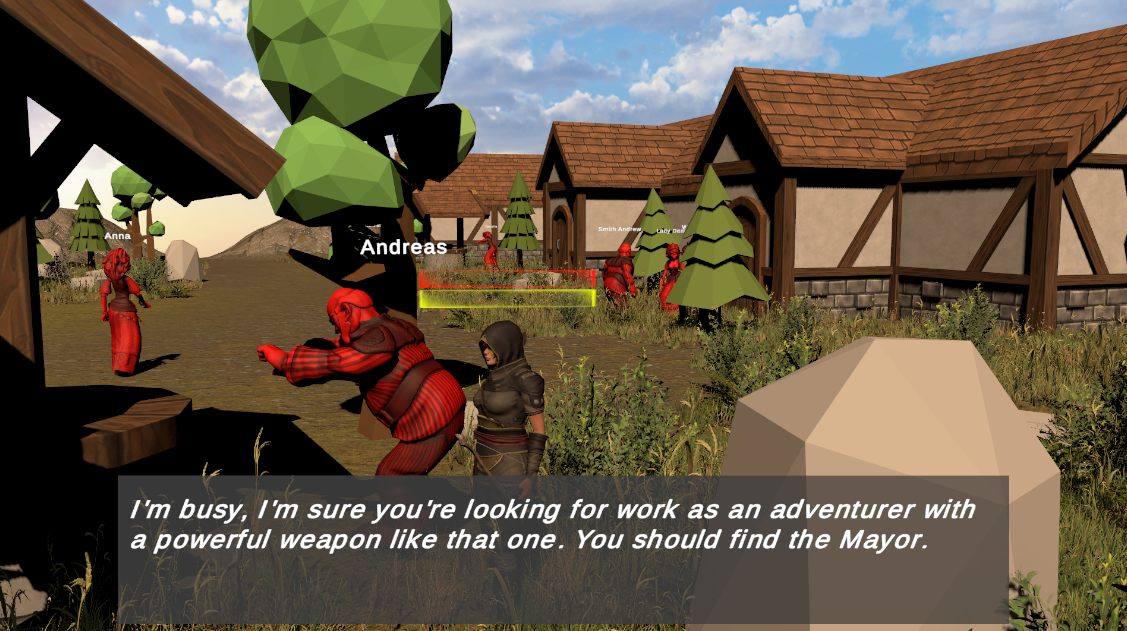 Anna
Andreas
Smith Andrew
I'm busy, I'm sure you're looking for work as an adventurer with
a powerful weapon like that one. You should find the Mayor.